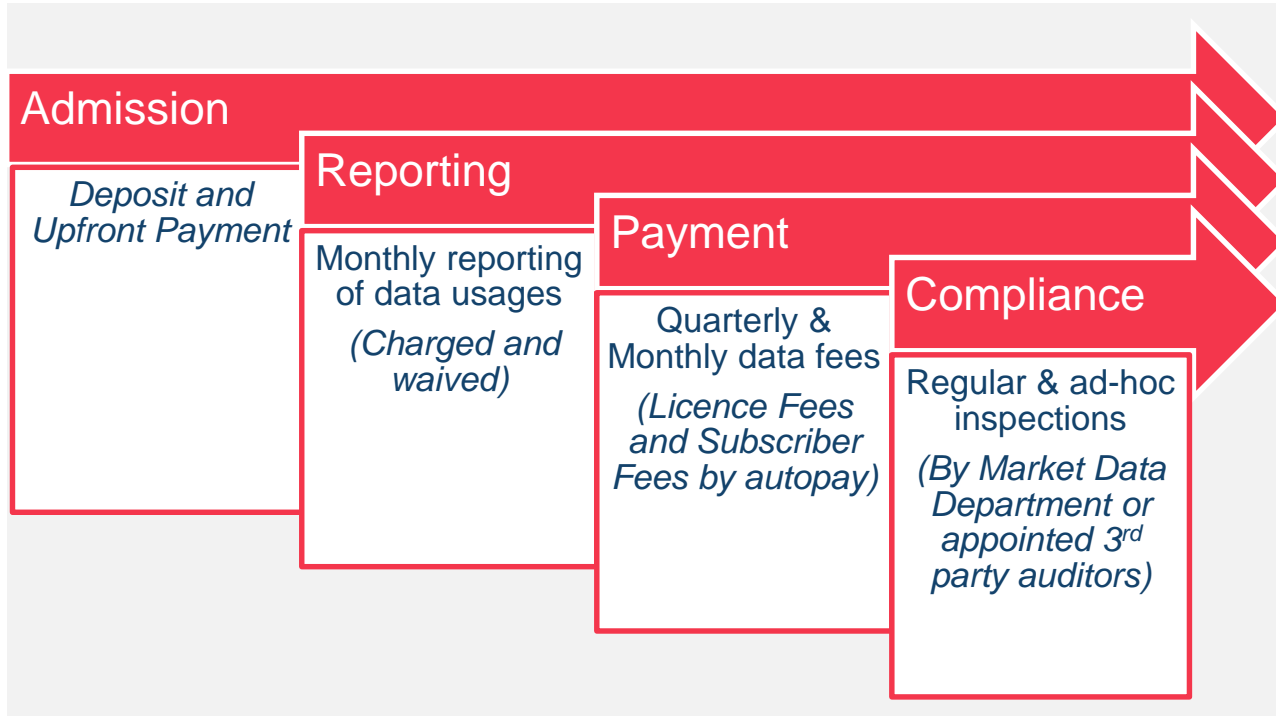 Admission
Deposit and
Upfront Payment
Reporting
Monthly reporting
of data usages
(Charged and
waived)
Payment
Quarterly &
Monthly data fees
(Licence Fees
and Subscriber
Fees by autopay)
Compliance
Regular & ad-hoc
inspections
(By Market Data
Department or
appointed 3rd
party auditors)